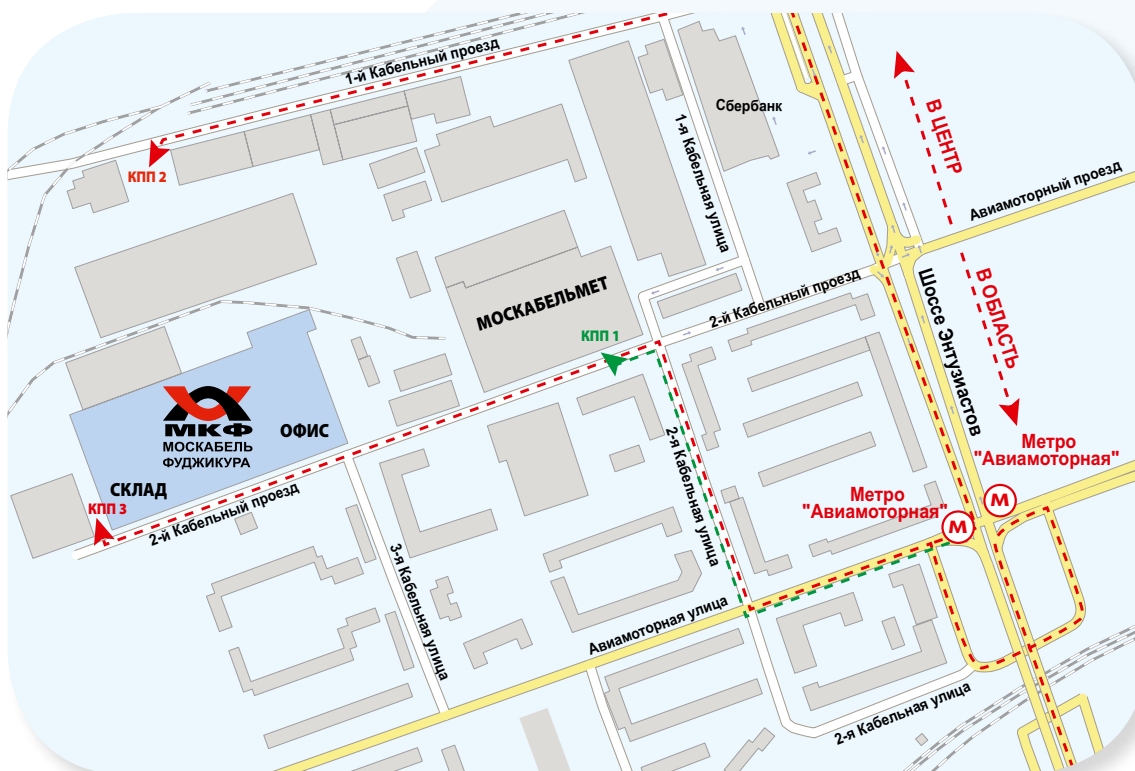 1-й Кабельный проезд
КПП 2
Сбербанк
1-я Кабельная улица
В ЦЕНТР
Авиамоторный проезд
В ОБЛАСТЬ
Шоссе Энтузиастов
2-й Кабельный проезд
МОСКАБЕЛЬМЕТ
КПП 1
МКФ
МОСКАБЕЛЬ
ФУДЖИКУРА
ОФИС
СКЛАД
КПП 3
2-й Кабельный проезд
2-я Кабельная улица
3-я Кабельная улица
Метро
"Авиамоторная"
М
Метро
"Авиамоторная"
М
Авиамоторная улица
2-я Кабельная улица